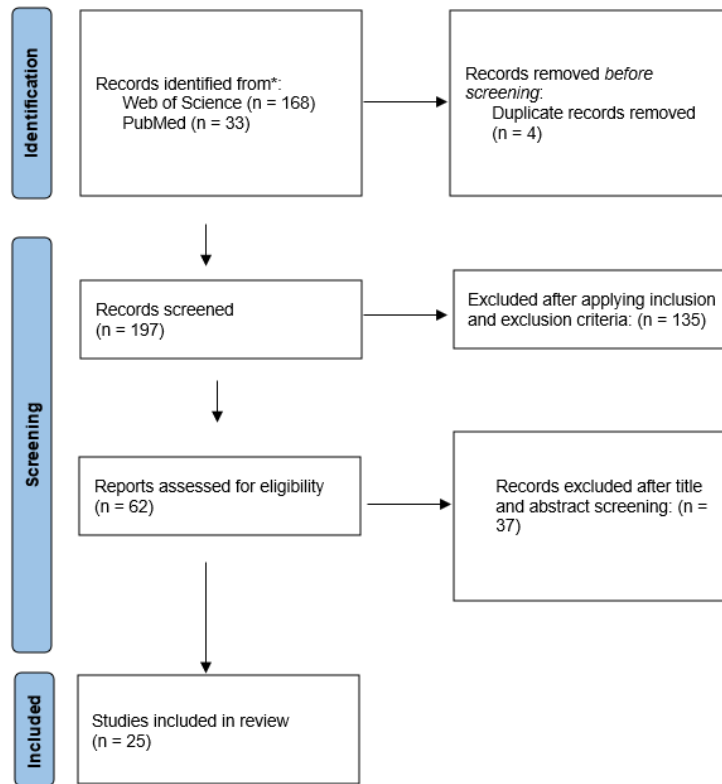 Identification
Records identified from*:
Web of Science (n = 168)
PubMed (n = 33)
Records removed before
screening:
Duplicate records removed
(n = 4)
Screening
Records screened
(n = 197)
Excluded after applying inclusion
and exclusion criteria: (n = 135)
Reports assessed for eligibility
(n = 62)
Records excluded after title
and abstract screening: (n =
37)
Included
Studies included in review
(n = 25)